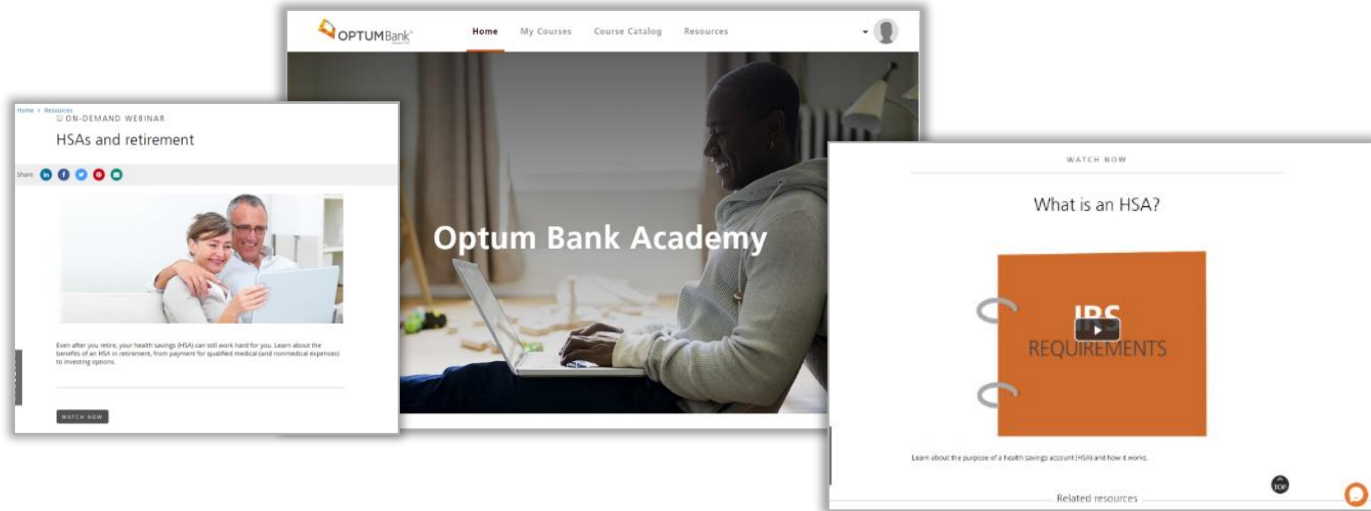 OPTUMBank
Home
My Courses
Course Catalog
Resources
Optum Bank Academy
Home › Resources
ON-DEMAND WEBINAR
HSAs and retirement
Share
Even after you retire, your health savings (HSA) can still work hard for you. Learn about the
benefits of an HSA in retirement, from payment for qualified medical (and nonmedical expenses)
to investing options.
WATCH NOW
WATCH NOW
What is an HSA?
IRS
REQUIREMENTS
Learn about the purpose of a health savings account (HSA) and how it works.
TOP
Related resources